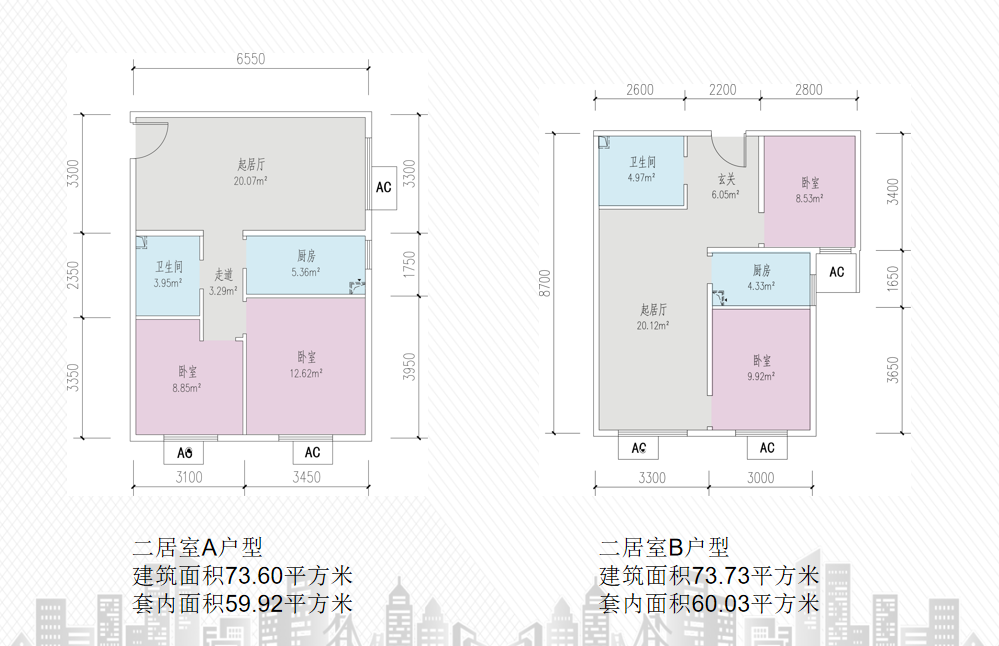 6550
3300
2350
3350
起居厅
20.07m²
AC
3300
卫生间
3.95m²
走道
3.29m²
厨房
5.36m²
1750
卧室
8.85m²
卧室
12.62m²
3950
AC
AC
3100
3450
二居室A户型
建筑面积73.60平方米
套内面积59.92平方米
2600
2200
2800
8700
卫生间
4.97m²
玄关
6.05m²
卧室
8.53m²
3400
厨房
4.33m²
AC
1650
起居厅
20.12m²
卧室
9.92m²
3650
AC
AC
3300
3000
二居室B户型
建筑面积73.73平方米
套内面积60.03平方米